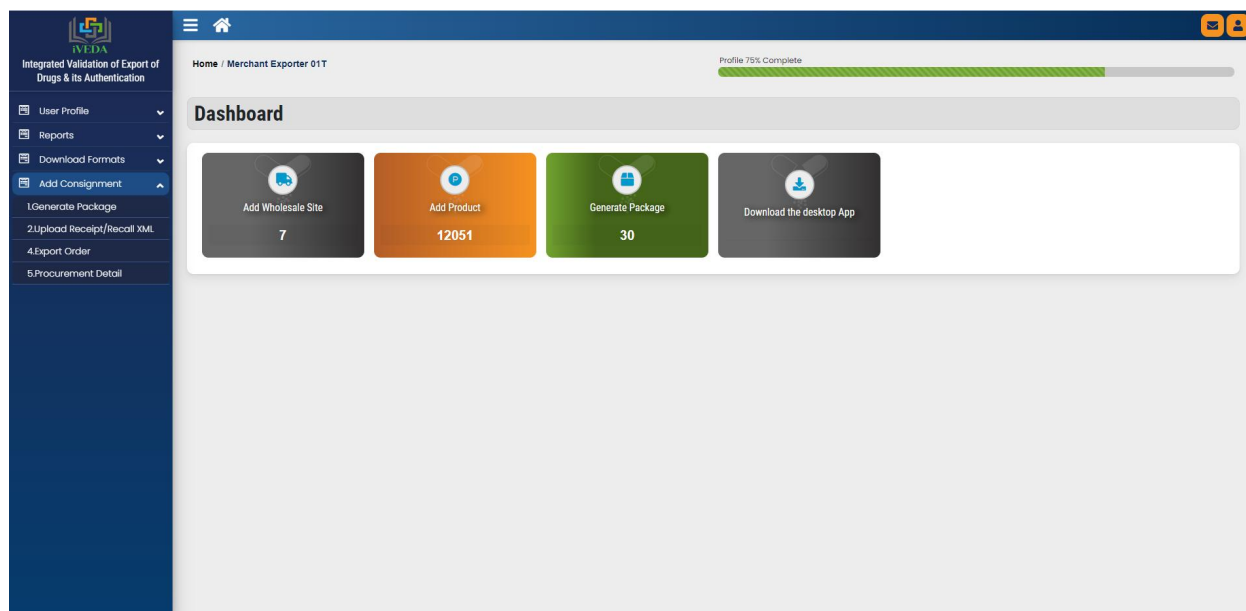 iVEDA
Integrated Validation of Export of
Drugs & its Authentication
User Profile
Reports
Download Formats
Add Consignment
1.Generate Package
2.Upload Receipt/Recall XML
4.Export Order
5.Procurement Detail
Home / Merchant Exporter 01T
Profile 75% Complete
Dashboard
Add Wholesale Site
7
P
Add Product
12051
Generate Package
30
Download the desktop App